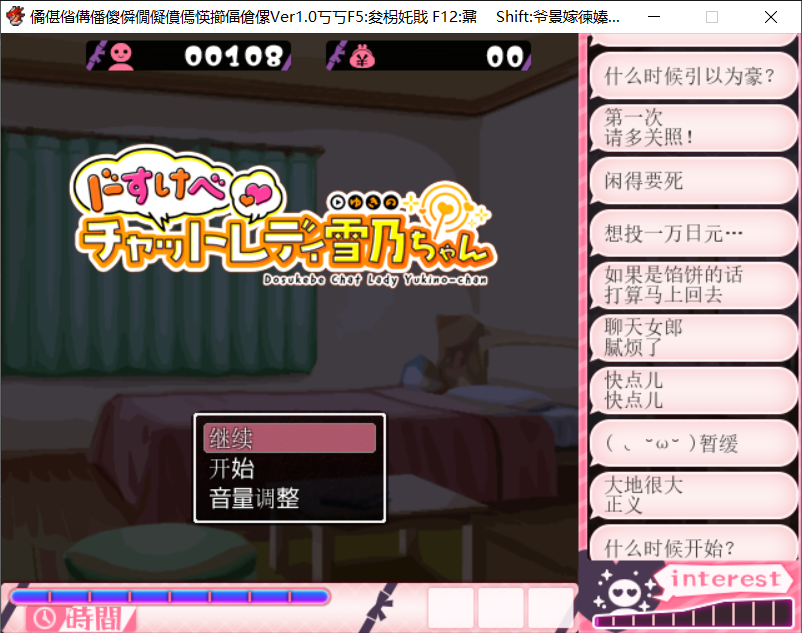 Ver1.0
F5:
F12:
Shift:
00108
00
什么时候引以为豪?
第一次
请多关照!
闲得要死
想投一万日元…
如果是馅饼的话
打算马上回去
聊天女郎
腻烦了
快点儿
快点儿
( 、˘ω˘ )暂缓
大地很大
正义
什么时候开始?
どすけべ
ゆきの
チャットレディ雪乃ちゃん
Dosukebe Chat Lady Yukino-chan
继续
开始
音量调整
時間
interest